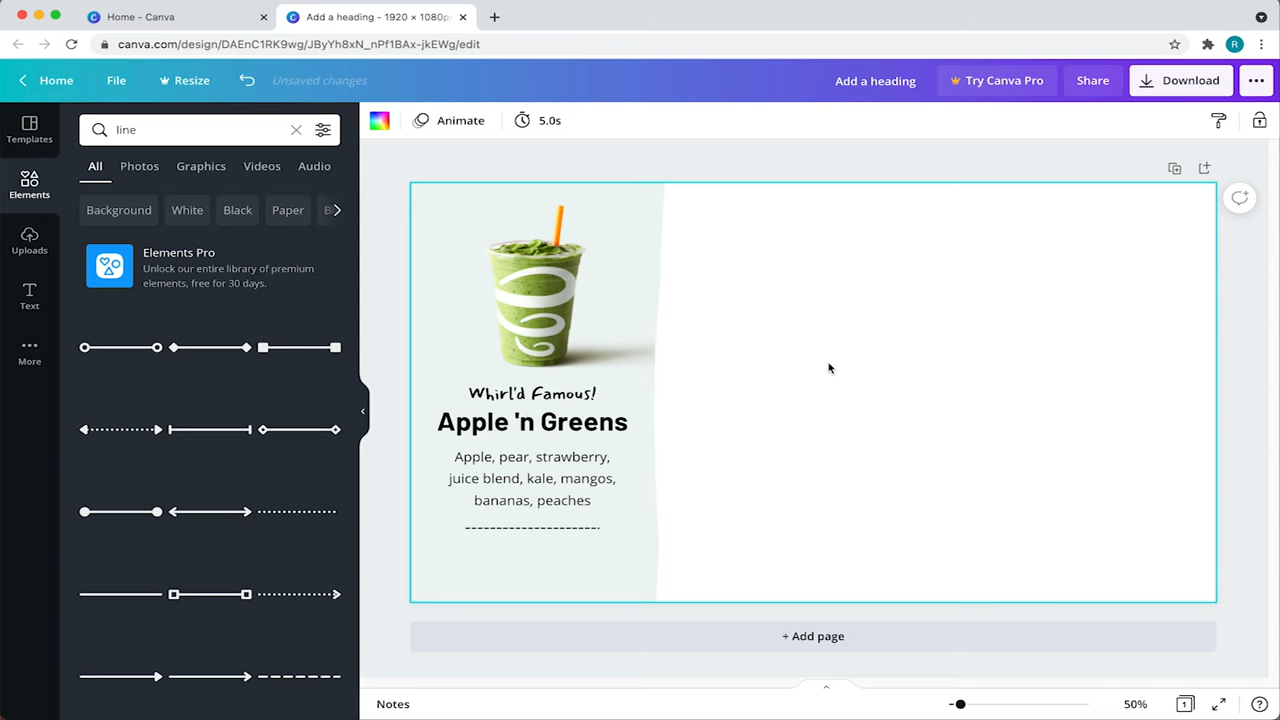 Home - Canva
Add a heading - 1920 × 1080p
canva.com/design/DAEnC1RK9wg/JByYh8xN_nPf1BAx-jkEWg/edit
R
Home
File
Resize
Unsaved changes
Add a heading
Try Canva Pro
Share
Download
Templates
Elements
Uploads
Text
More
line
All
Photos
Graphics
Videos
Audio
Background
White
Black
Paper
Elements Pro
Unlock our entire library of premium
elements, free for 30 days.
Animate
5.0s
Whirl'd Famous!
Apple 'n Greens
Apple, pear, strawberry,
juice blend, kale, mangos,
bananas, peaches
+ Add page
Notes
50%
1